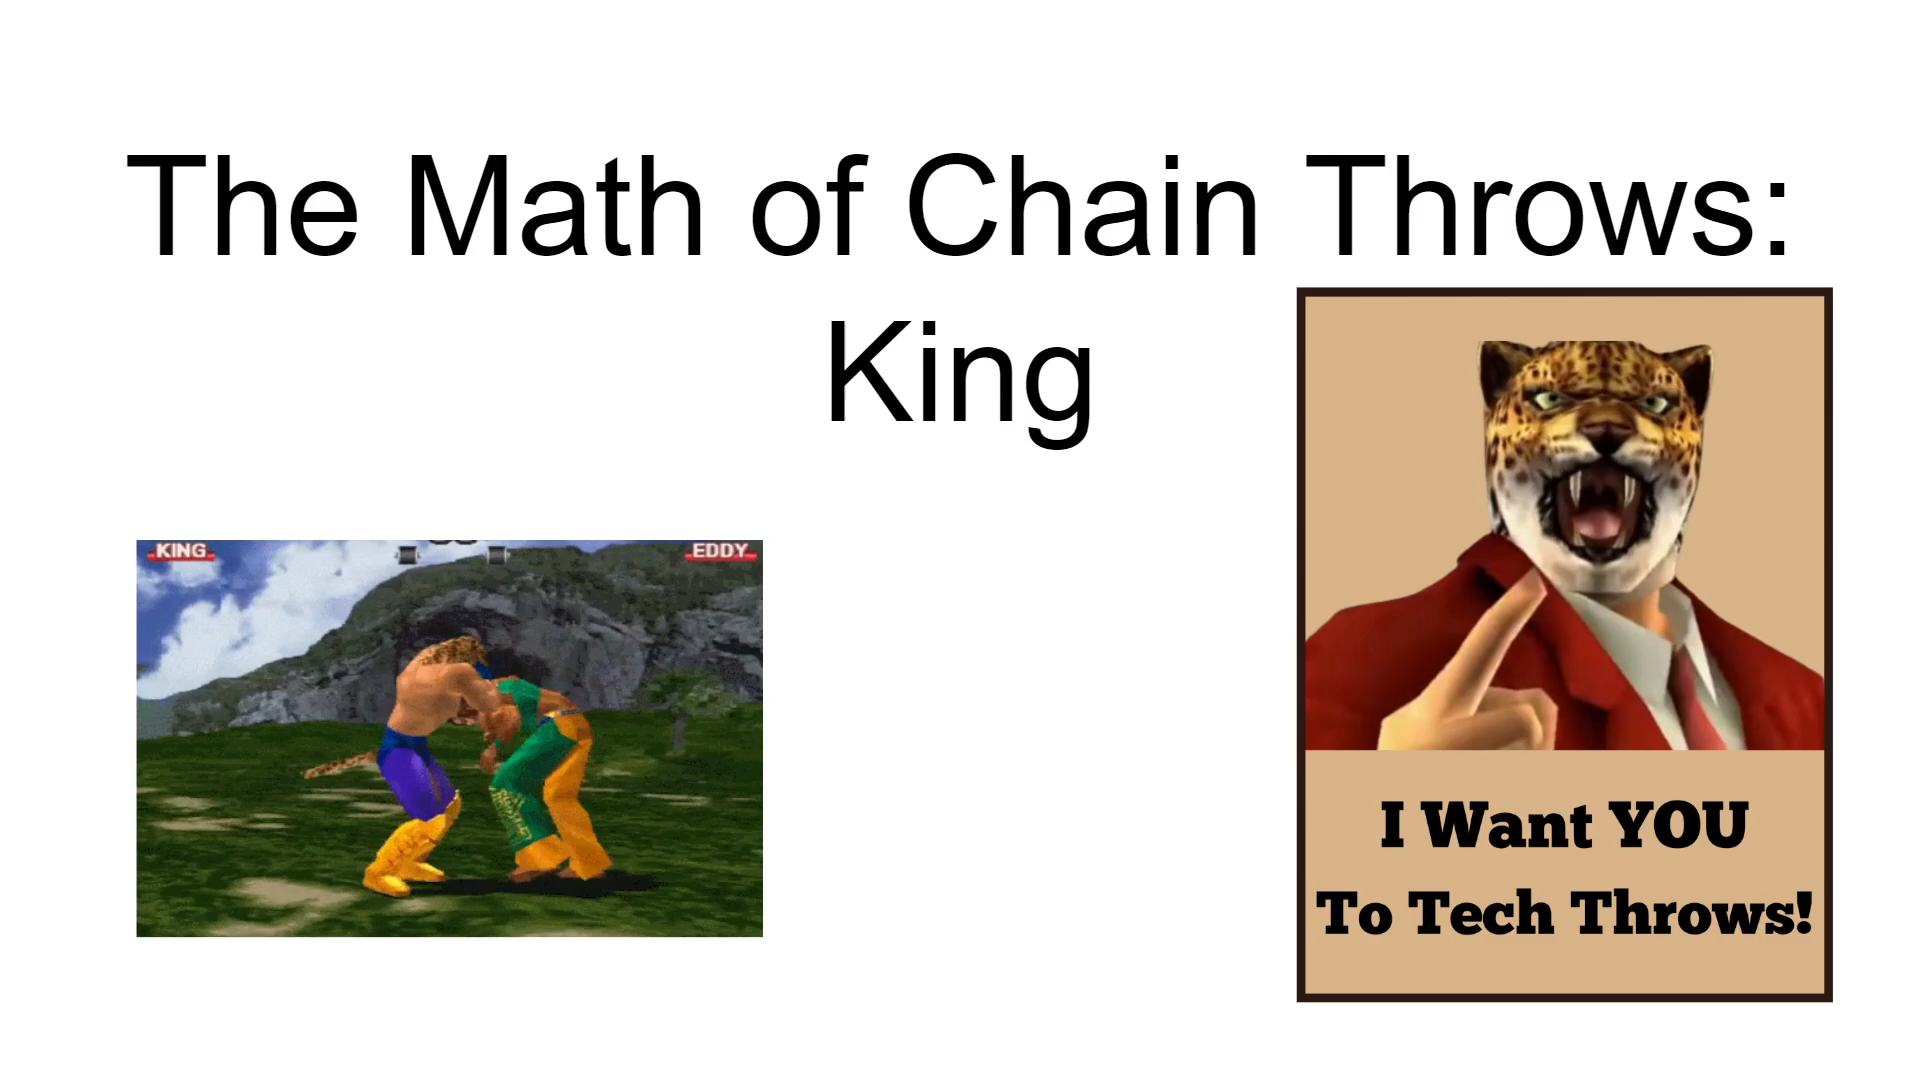 The Math of Chain Throws:
King
KING
EDDY
I Want YOU
To Tech Throws!